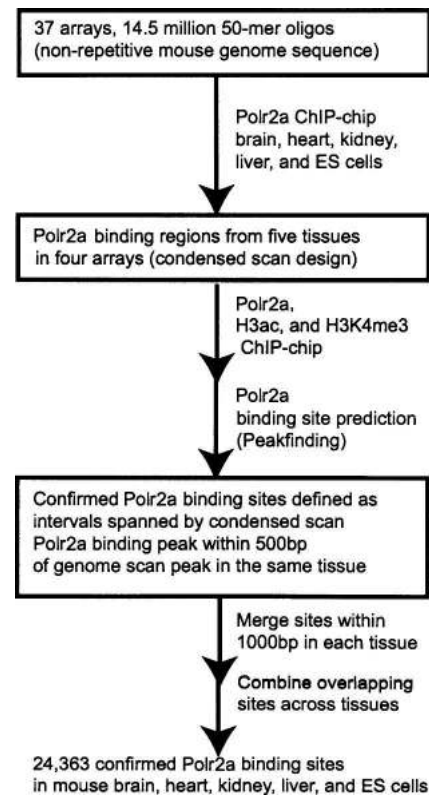 37 arrays, 14.5 million 50-mer oligos
(non-repetitive mouse genome sequence)
Polr2a ChIP-chip
brain, heart, kidney,
liver, and ES cells
Polr2a binding regions from five tissues
in four arrays (condensed scan design)
Polr2a,
H3ac, and H3K4me3
ChIP-chip
Polr2a
binding site prediction
(Peakfinding)
Confirmed Polr2a binding sites defined as
intervals spanned by condensed scan
Polr2a binding peak within 500bp
of genome scan peak in the same tissue
Merge sites within
1000bp in each tissue
Combine overlapping
sites across tissues
24,363 confirmed Polr2a binding sites
in mouse brain, heart, kidney, liver, and ES cells